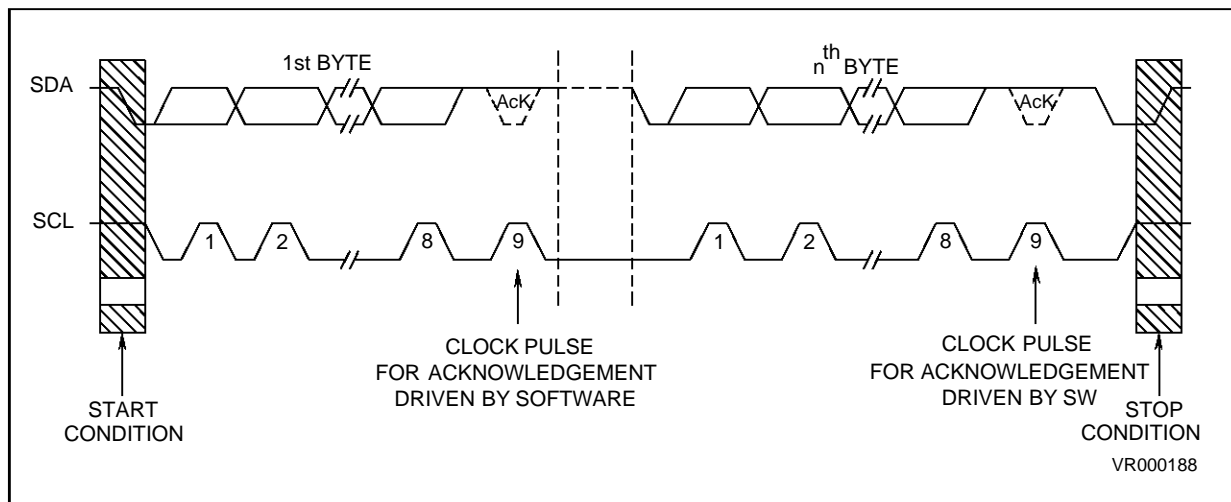 1st BYTE
nth BYTE
SDA
AcK
AcK
SCL
1 2 8 9
1 2 8 9
CLOCK PULSE
FOR ACKNOWLEDGEMENT
DRIVEN BY SOFTWARE
CLOCK PULSE
FOR ACKNOWLEDGEMENT
DRIVEN BY SW
START
CONDITION
STOP
CONDITION
VR000188